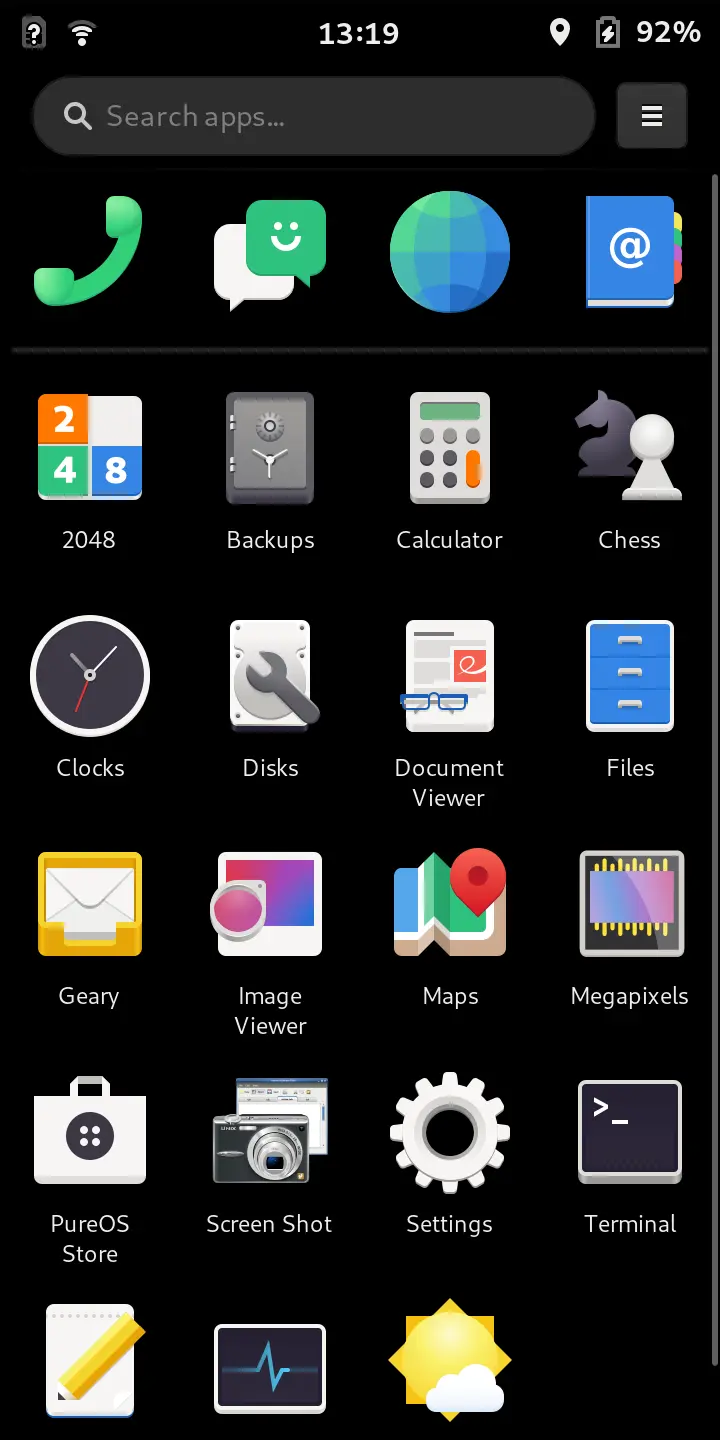 ?
13:19
92%
Search apps...
@
2
4 8
2048
Backups
Calculator
Chess
Clocks
Disks
Document
Viewer
Files
Geary
Image
Viewer
Maps
Megapixels
>_
PureOS
Store
Screen Shot
Settings
Terminal